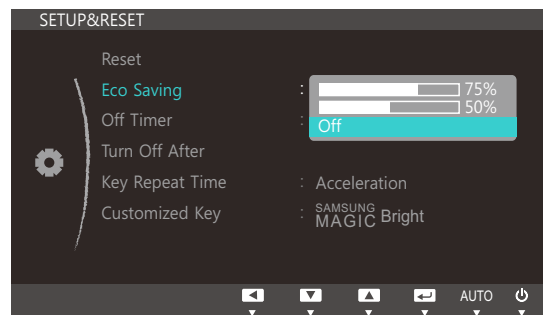 SETUP&RESET
Reset
Eco Saving : 75%
50%
Off Timer : Off
Turn Off After
Key Repeat Time : Acceleration
Customized Key : SAMSUNG MAGIC Bright
AUTO